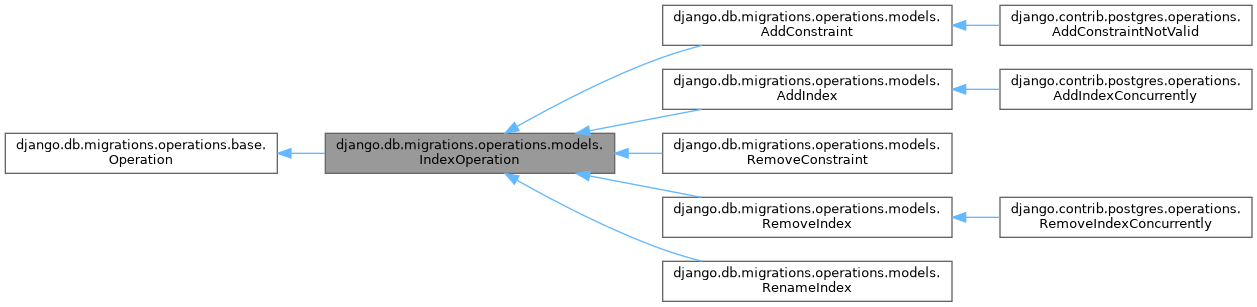 django.db.migrations.operations.models.
AddConstraint
django.contrib.postgres.operations.
AddConstraintNotValid
django.db.migrations.operations.models.
AddIndex
django.contrib.postgres.operations.
AddIndexConcurrently
django.db.migrations.operations.base.
Operation
django.db.migrations.operations.models.
IndexOperation
django.db.migrations.operations.models.
RemoveConstraint
django.db.migrations.operations.models.
RemoveIndex
django.contrib.postgres.operations.
RemoveIndexConcurrently
django.db.migrations.operations.models.
RenameIndex